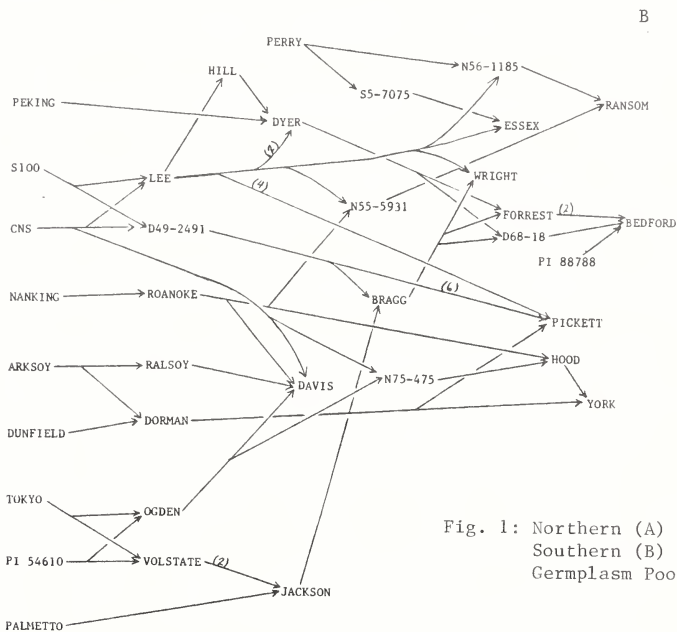 B
PERRY
N56-1185
HILL
S5-7075
RANSOM
PEKING
DYER
ESSEX
S100
(2)
WRIGHT
LEE
(4)
N55-5931
FORREST
(2)
BEDFORD
CNS
D49-2491
D68-18
PI 88788
(6)
NANKING
ROANOKE
BRAGG
PICKETT
HOOD
ARKSOY
RALSOY
DAVIS
N75-475
YORK
DORMAN
DUNFIELD
TOKYO
OGDEN
Fig. 1: Northern (A)
Southern (B)
Germplasm Poo
PI 54610
VOLSTATE
(2)
JACKSON
PALMETTO